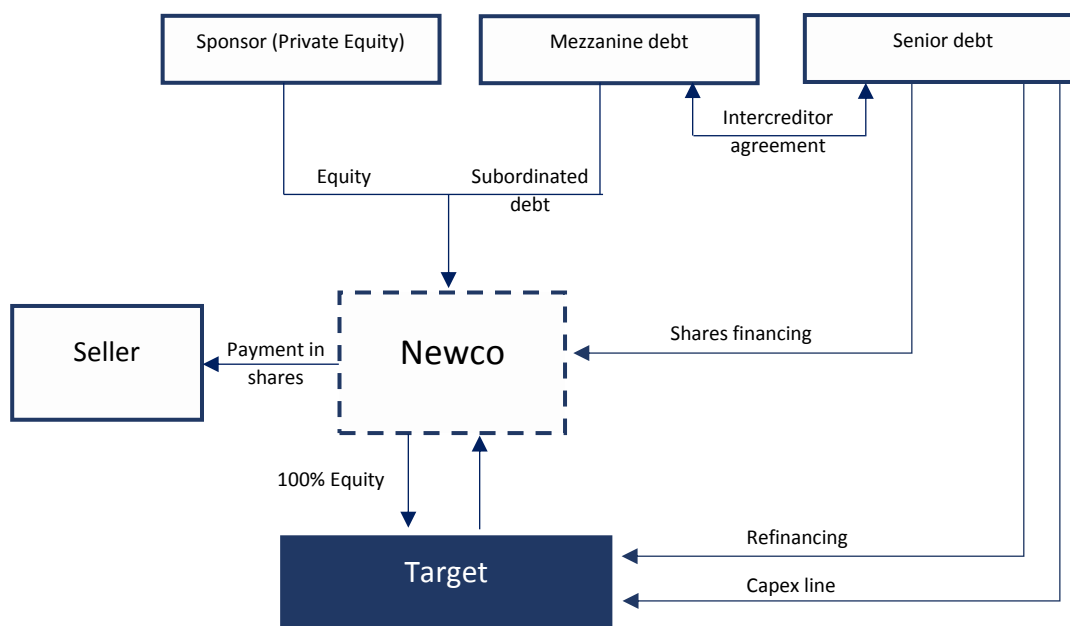 Sponsor (Private Equity)
Mezzanine debt
Senior debt
Intercreditor
agreement
Equity
Subordinated
debt
Seller
Payment in
shares
Newco
Shares financing
100% Equity
Target
Refinancing
Capex line